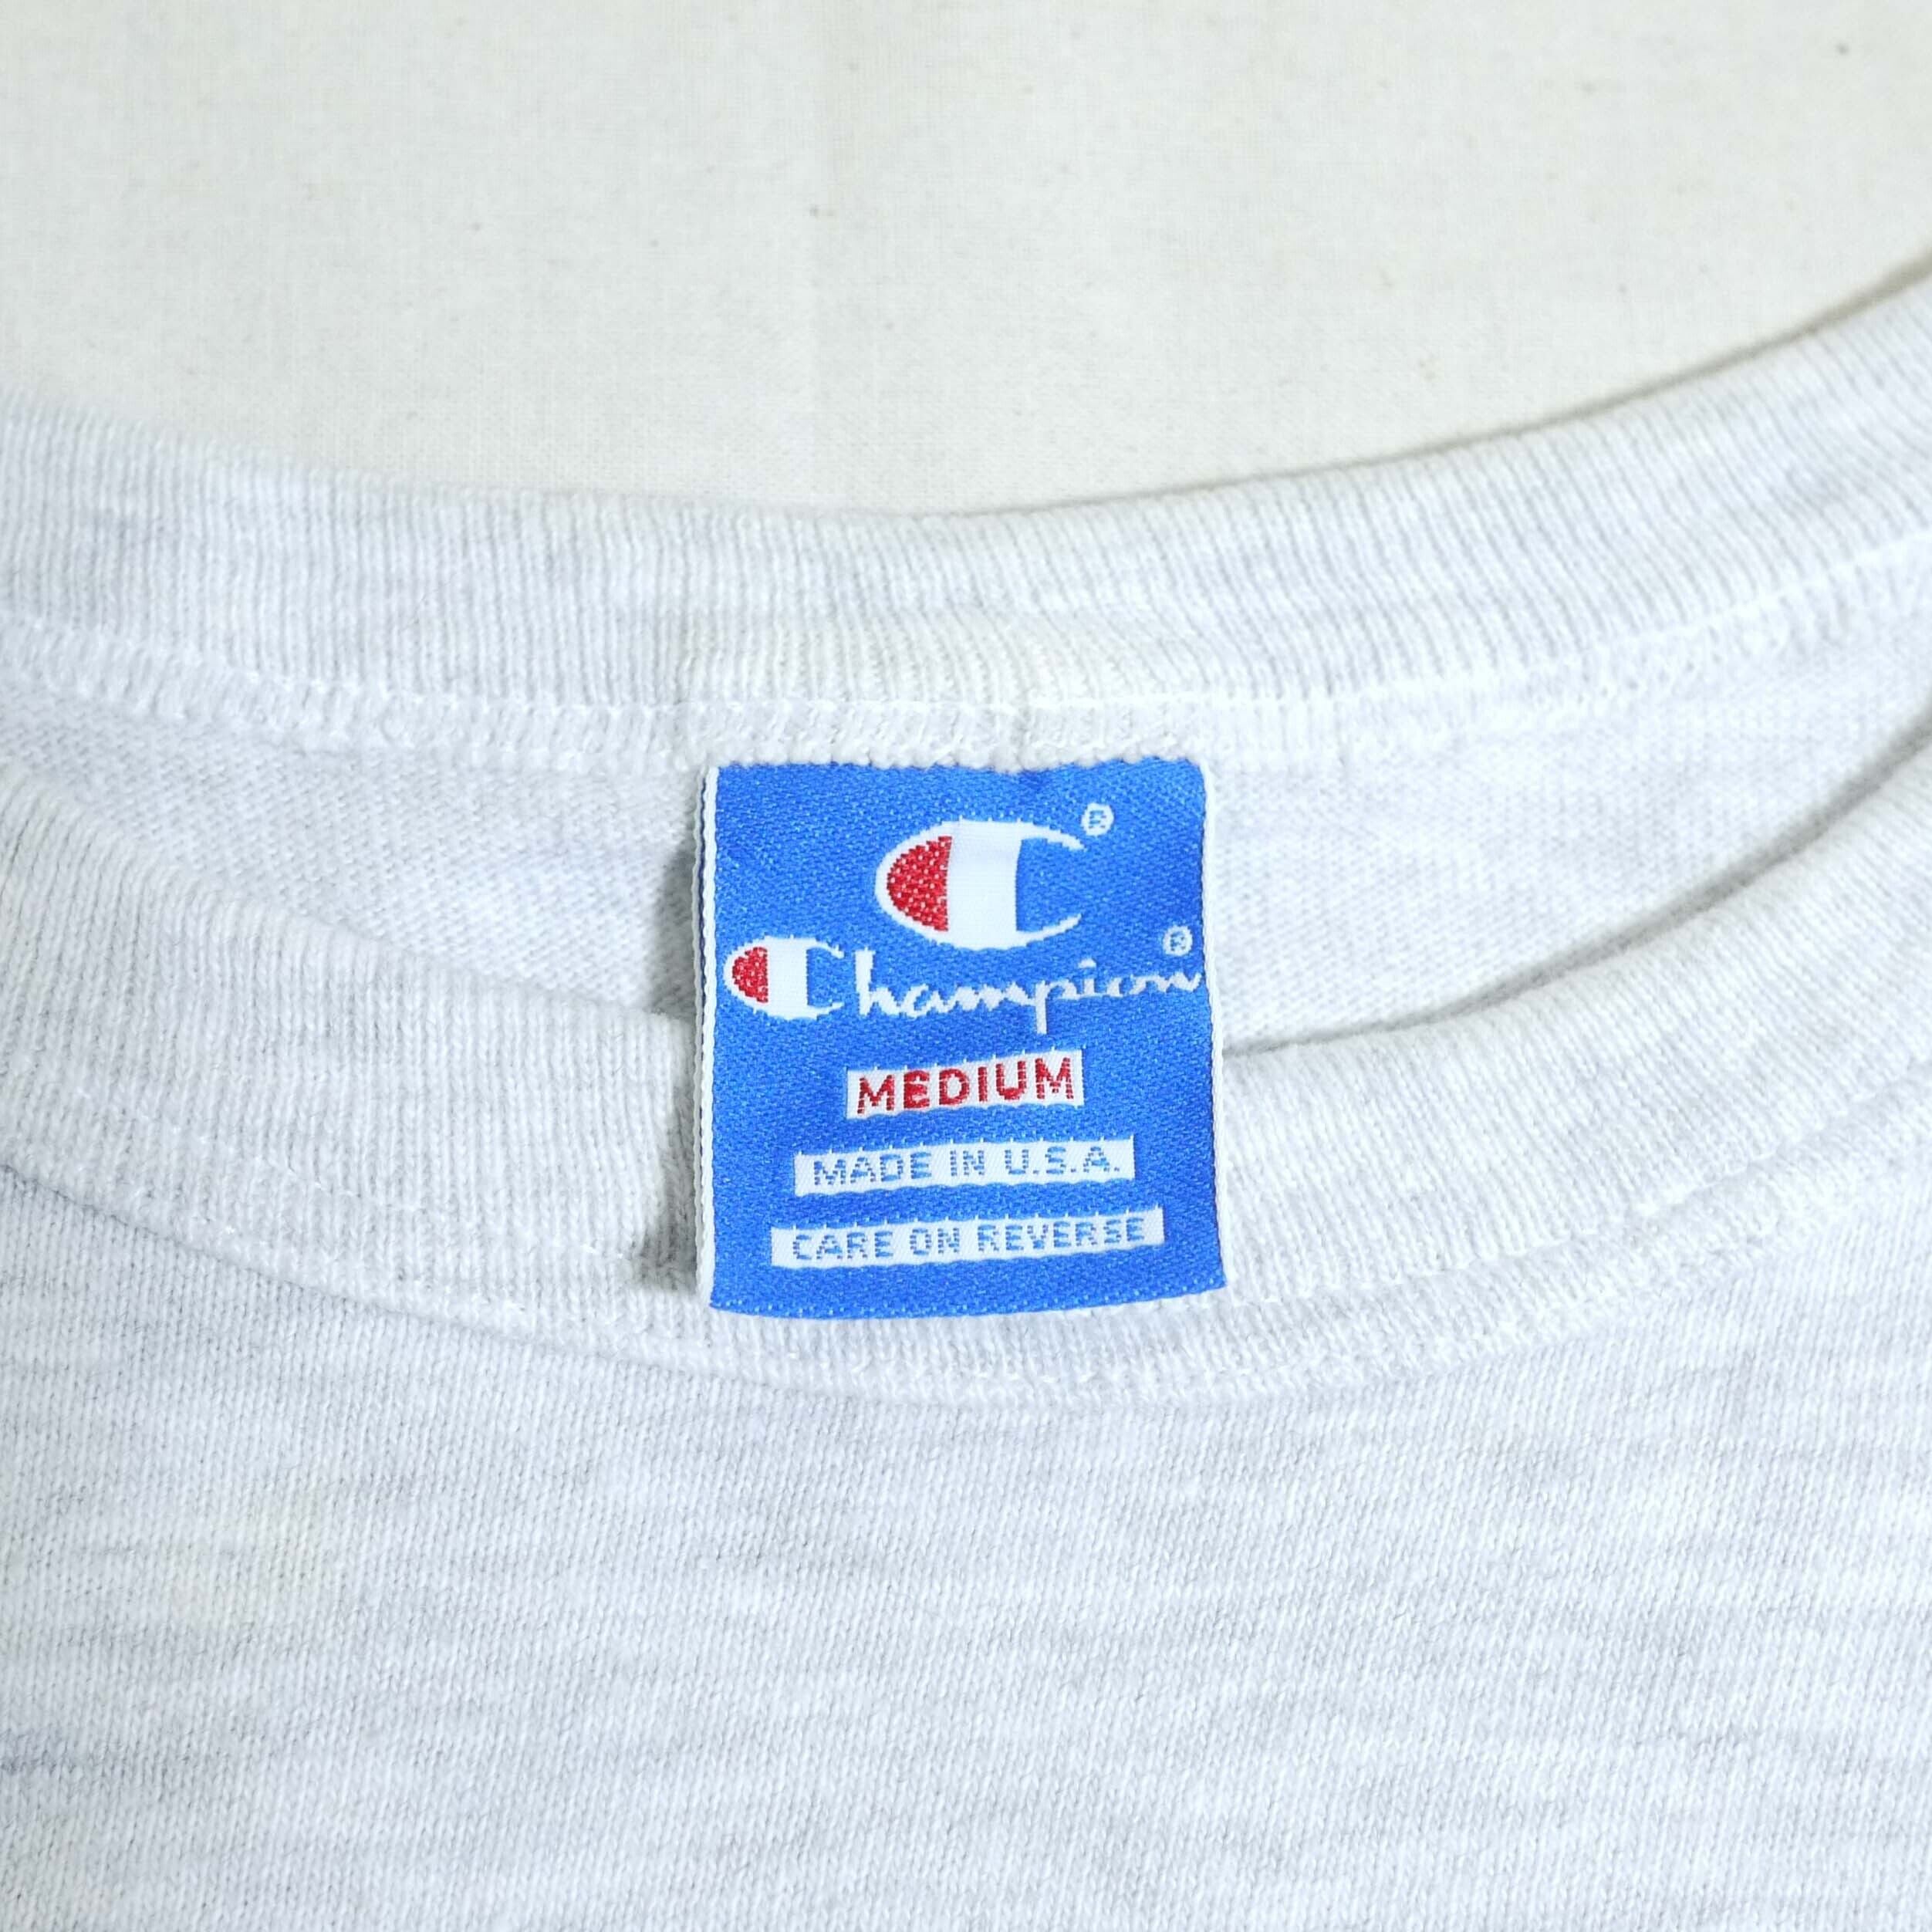 C®
Champion®
MEDIUM
MADE IN U.S.A.
CARE ON REVERSE